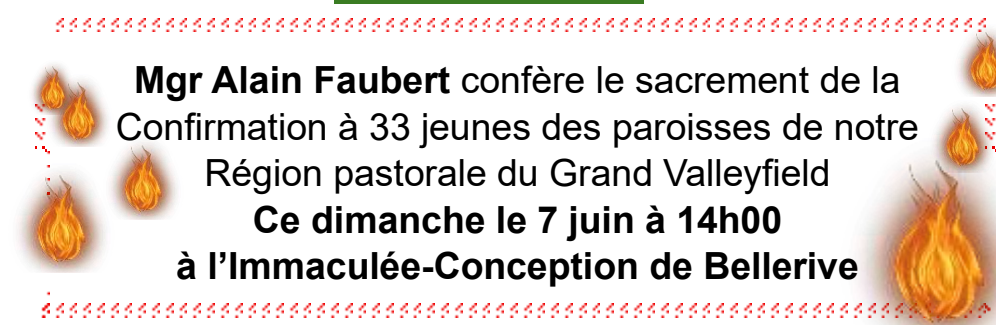 Mgr Alain Faubert confère le sacrement de la
Confirmation à 33 jeunes des paroisses de notre
Région pastorale du Grand Valleyfield
Ce dimanche le 7 juin à 14h00
à l’Immaculée-Conception de Bellerive